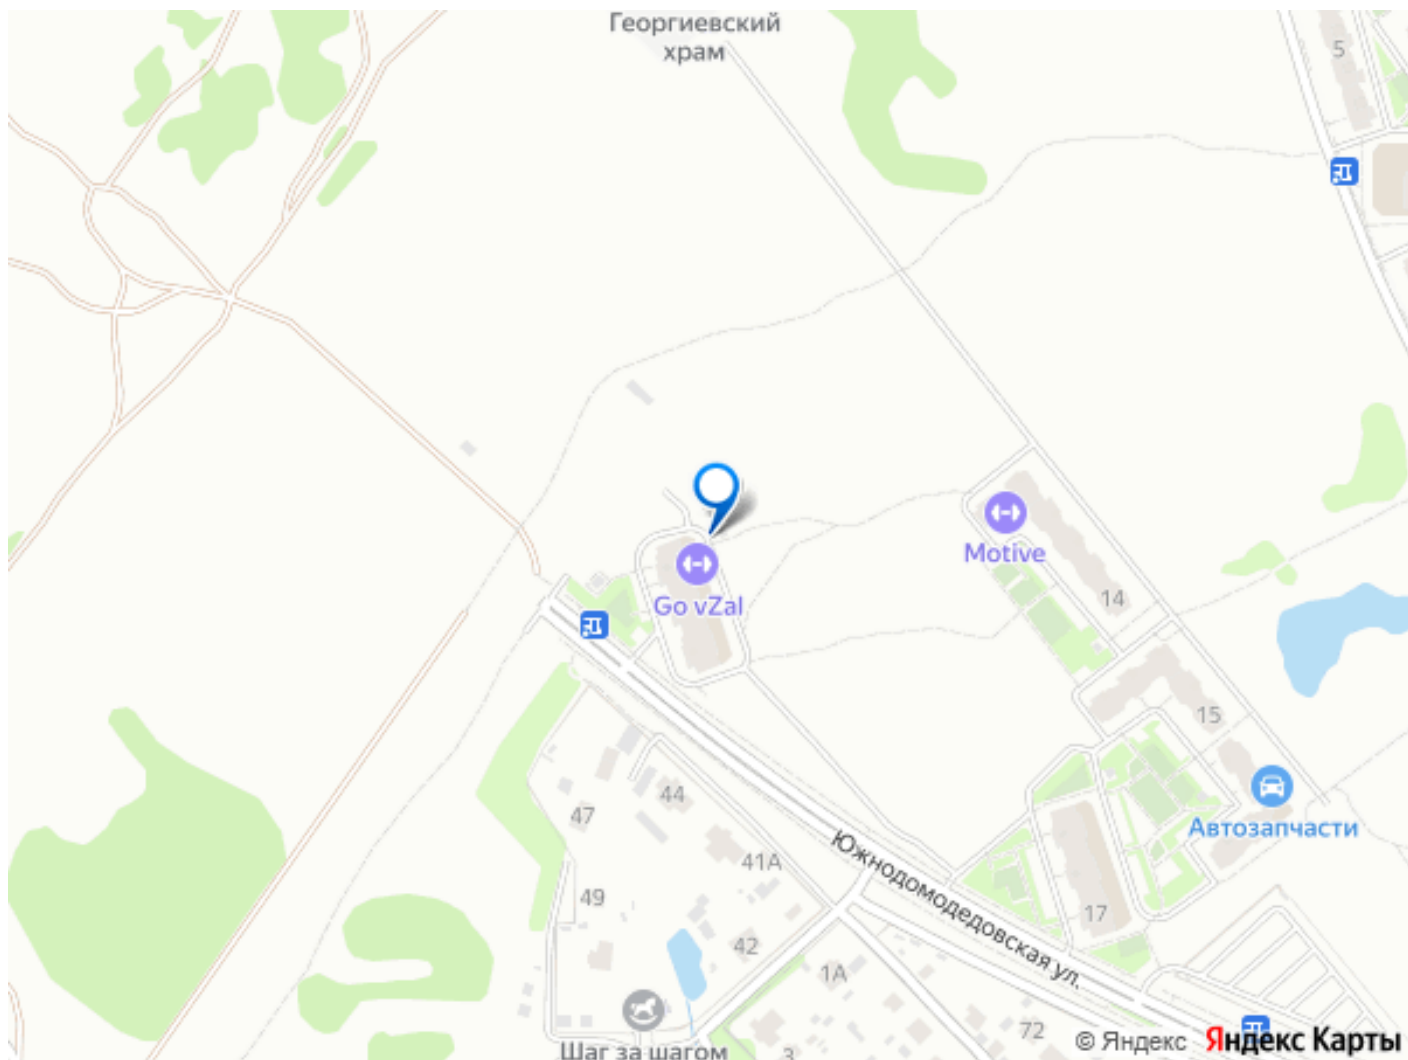 Георгиевский
храм
5
Motive
Go vZal
14
15
Автозапчасти
44
47
41А
Южнодомодедовская ул.
49
17
42
1А
72
Шаг за шагом
3
© Яндекс Яндекс Карты